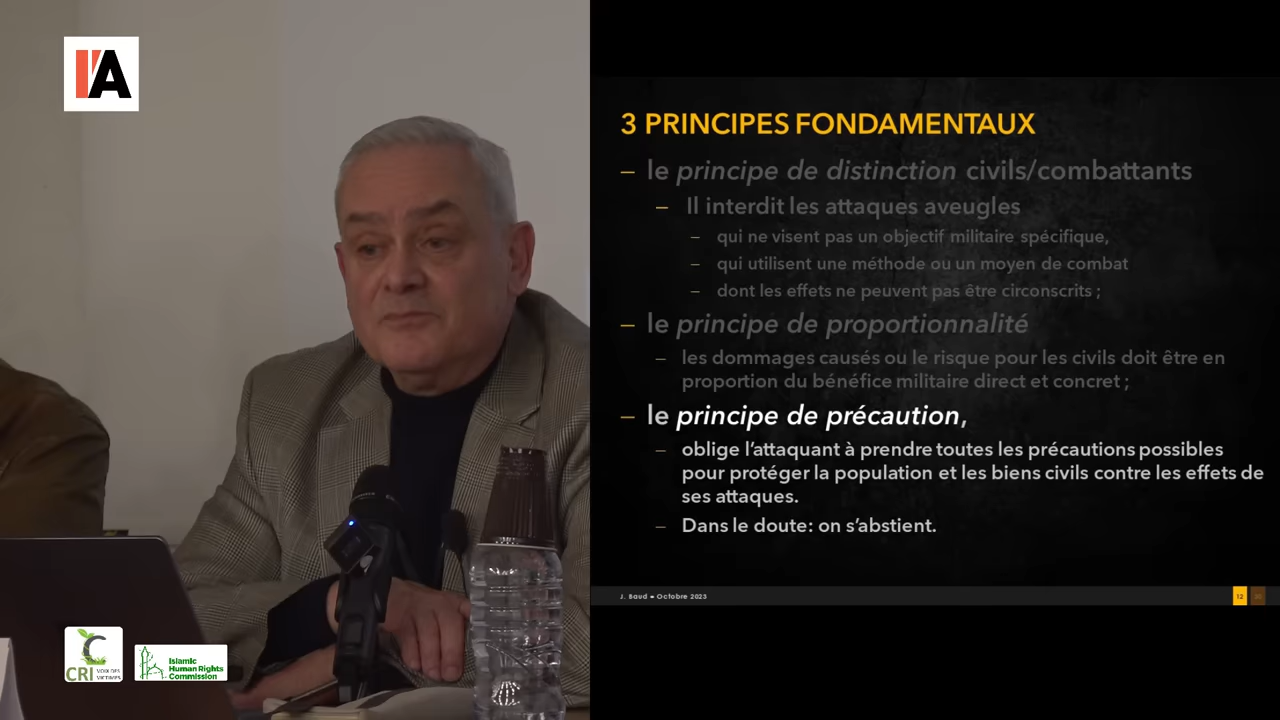 I'A
3 PRINCIPES FONDAMENTAUX
– le principe de distinction civils/combattants
– Il interdit les attaques aveugles
– qui ne visent pas un objectif militaire spécifique,
– qui utilisent une méthode ou un moyen de combat
– dont les effets ne peuvent pas être circonscrits ;
– le principe de proportionnalité
– les dommages causés ou le risque pour les civils doit être en
proportion du bénéfice militaire direct et concret ;
– le principe de précaution,
– oblige l'attaquant à prendre toutes les précautions possibles
pour protéger la population et les biens civils contre les effets de
ses attaques.
– Dans le doute: on s'abstient.
J. Baud • Octobre 2023
12
CRI VOIX DES
VICTIMES
Islamic
Human Rights
Commission